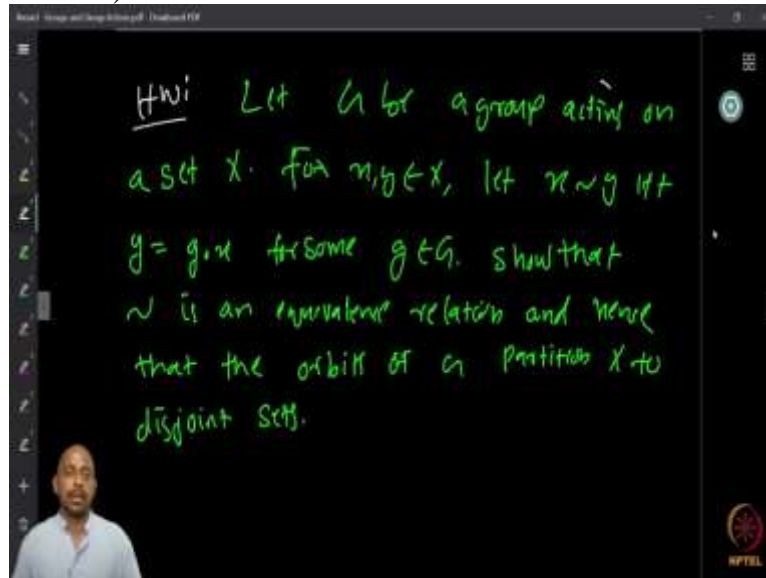 HW: Let G be a group acting on
a set X. For x, y ∈ X, let x ~ y iff
y = g.x for some g ∈ G. show that
~ is an equivalence relation and hence
that the orbits of G partition X to
disjoint sets.
NPTEL